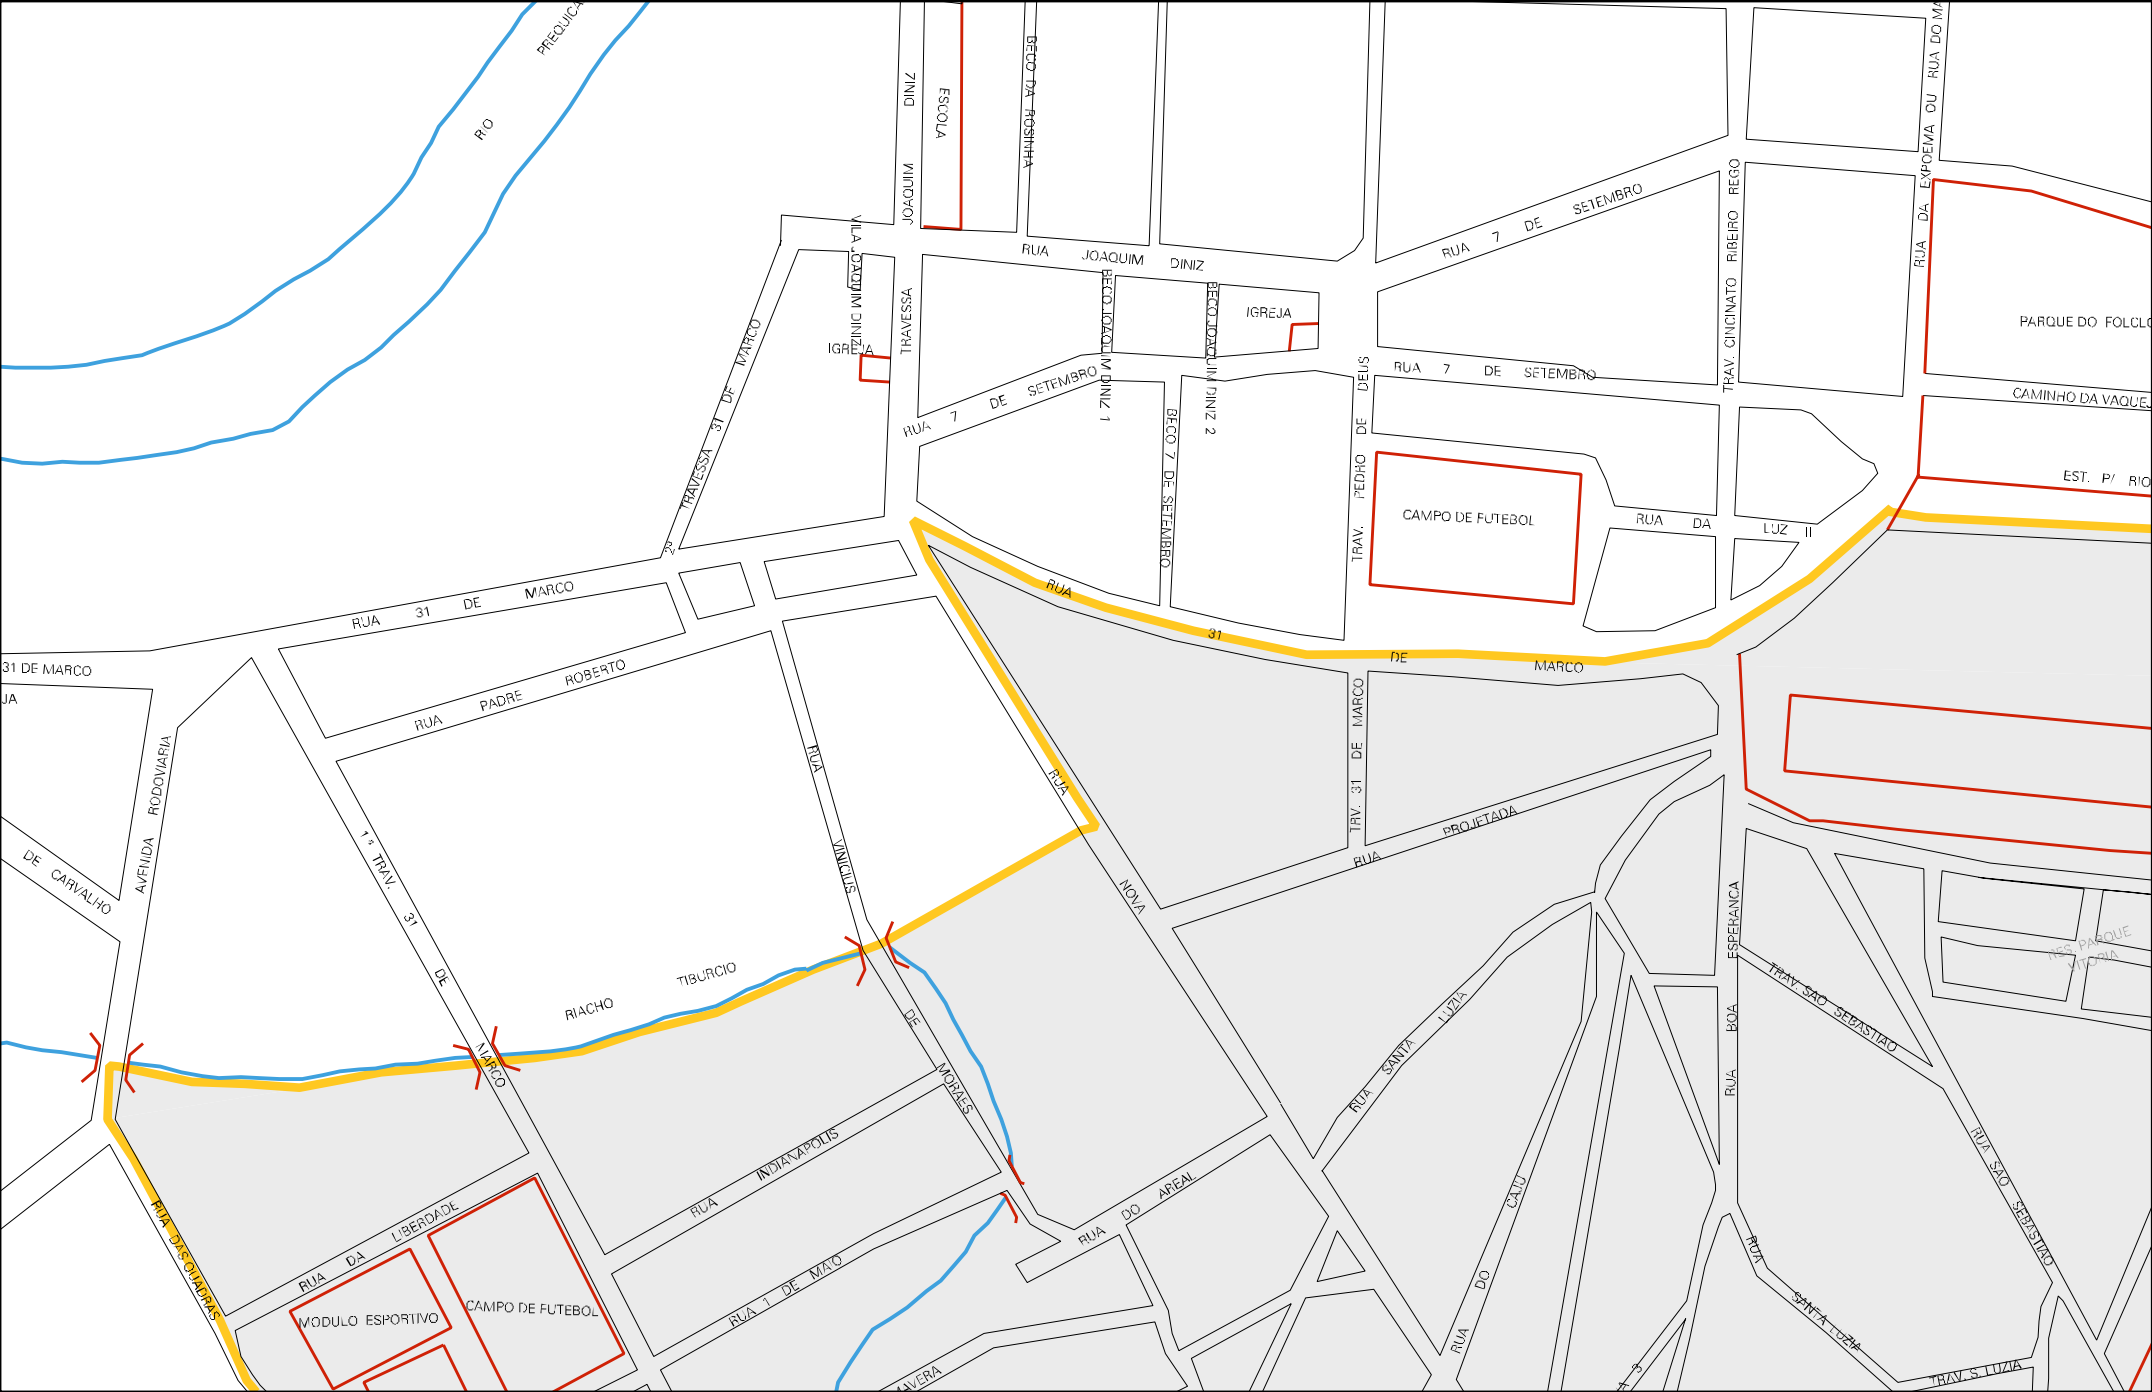 RIO PREQUICA
JOAQUIM DINIZ
ESCOLA
BECO DA ROSINHA
RUA DA EXPOEMA OU RUA DO MA
VILA JOAQUIM DINIZ
RUA JOAQUIM DINIZ
RUA 7 DE SETEMBRO
TRAV. CINCINATO RIBEIRO REGO
PARQUE DO FOLCLO
TRAVESSA
IGREJA
IGREJA
BECO JOAQUIM DINIZ 1
BECO JOAQUIM DINIZ 2
TRAVESSA 31 DE MARCO
2ª
RUA 7 DE SETEMBRO
RUA 7 DE SETEMBRO
CAMINHO DA VAQUEJ
EST. P/ RIO
BECO 7 DE SETEMBRO
TRAV. PEDRO DE DEUS
CAMPO DE FUTEBOL
RUA DA LUZ II
RUA 31 DE MARCO
RUA 31 DE MARCO
31 DE MARCO
JA
RUA PADRE ROBERTO
AVENIDA RODOVIARIA
DE CARVALHO
1ª TRAV. 31 DE MARCO
RUA VINICIUS DE MORAES
RUA NOVA
TRV. 31 DE MARCO
RUA PROJETADA
RIACHO TIBURCIO
RUA BOA ESPERANCA
RES. PARQUE
VITORIA
TRAV. SAO SEBASTIAO
RUA SANTA LUZIA
RUA INDIANAPOLIS
RUA DO AREAL
RUA DO CAJU
RUA SAO SEBASTIAO
RUA DAS QUADRAS
RUA DA LIBERDADE
MODULO ESPORTIVO
CAMPO DE FUTEBOL
RUA 1 DE MAIO
RUA SANTA LUZIA
TRAV. S. LUZIA
MAVERA
A 3